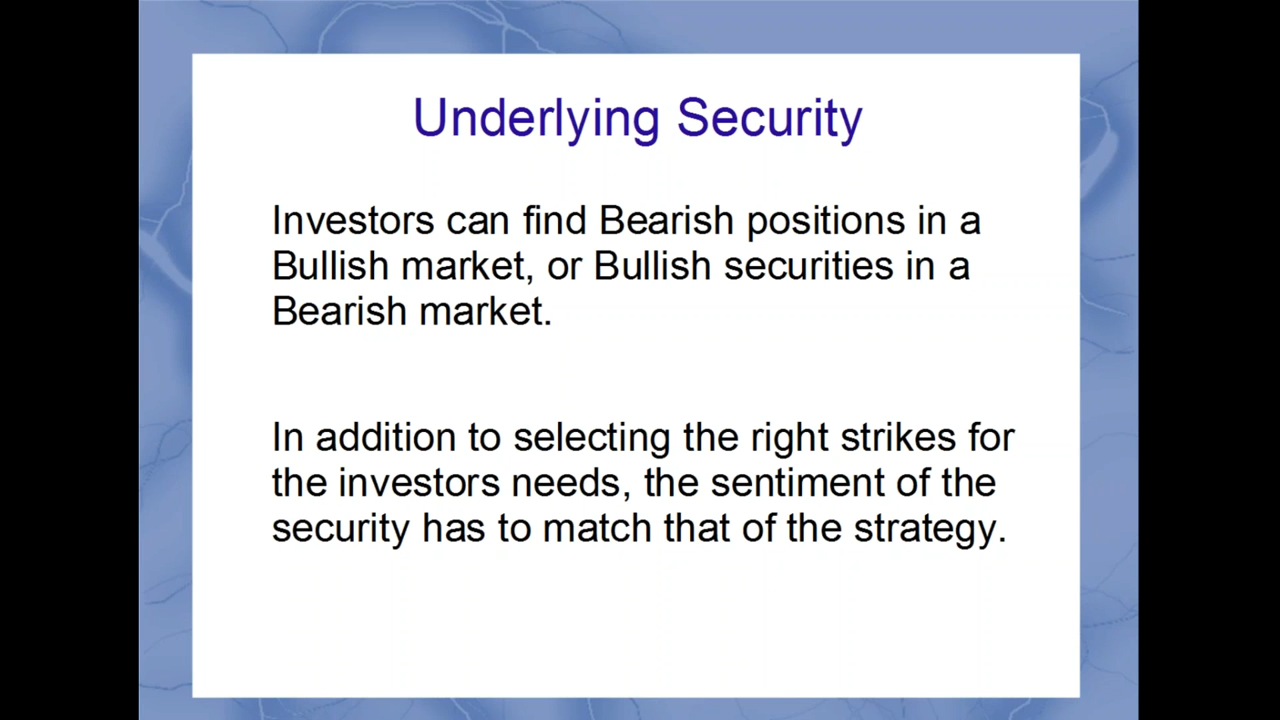 Underlying Security
Investors can find Bearish positions in a
Bullish market, or Bullish securities in a
Bearish market.
In addition to selecting the right strikes for
the investors needs, the sentiment of the
security has to match that of the strategy.